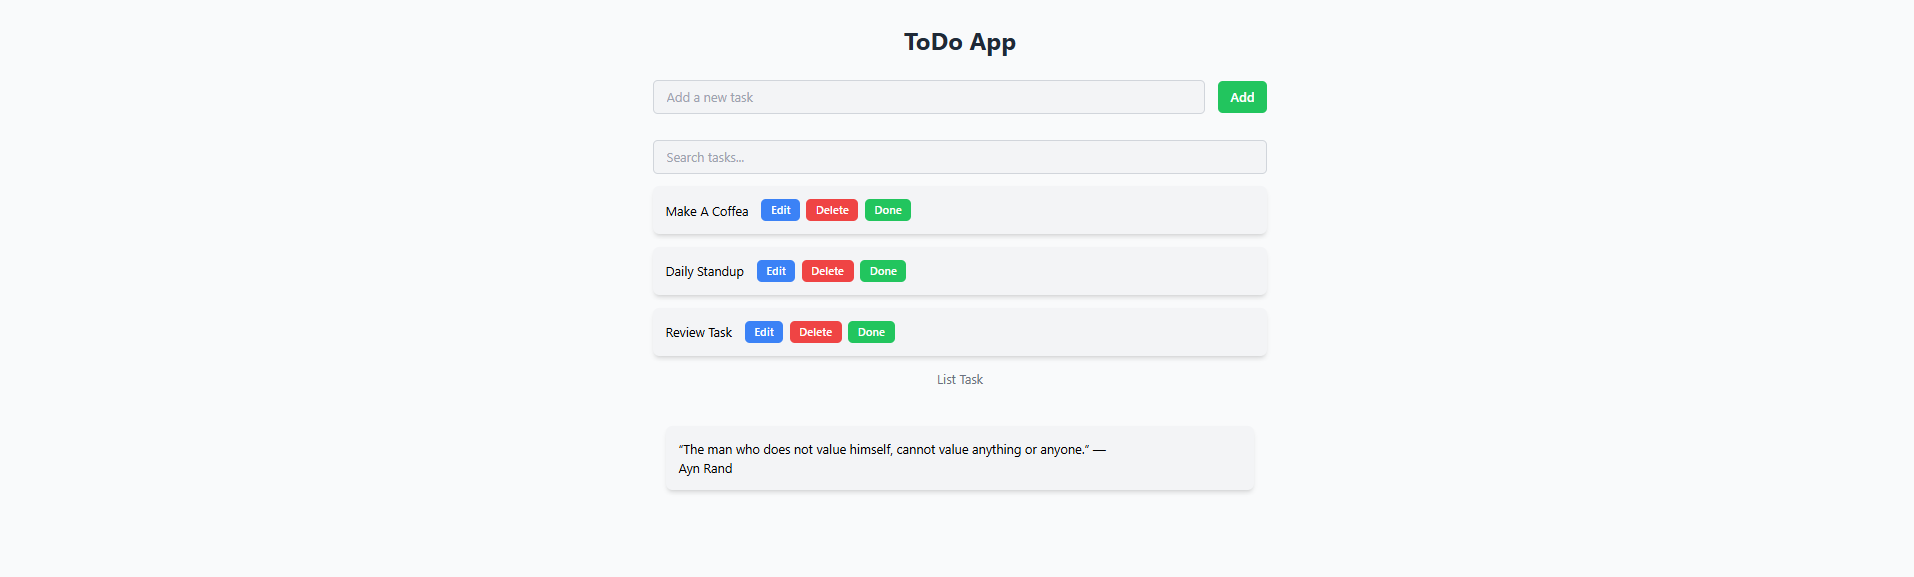 ToDo App
Add a new task
Add
Search tasks...
Make A Coffea Edit Delete Done
Daily Standup Edit Delete Done
Review Task Edit Delete Done
List Task
“The man who does not value himself, cannot value anything or anyone.” —
Ayn Rand